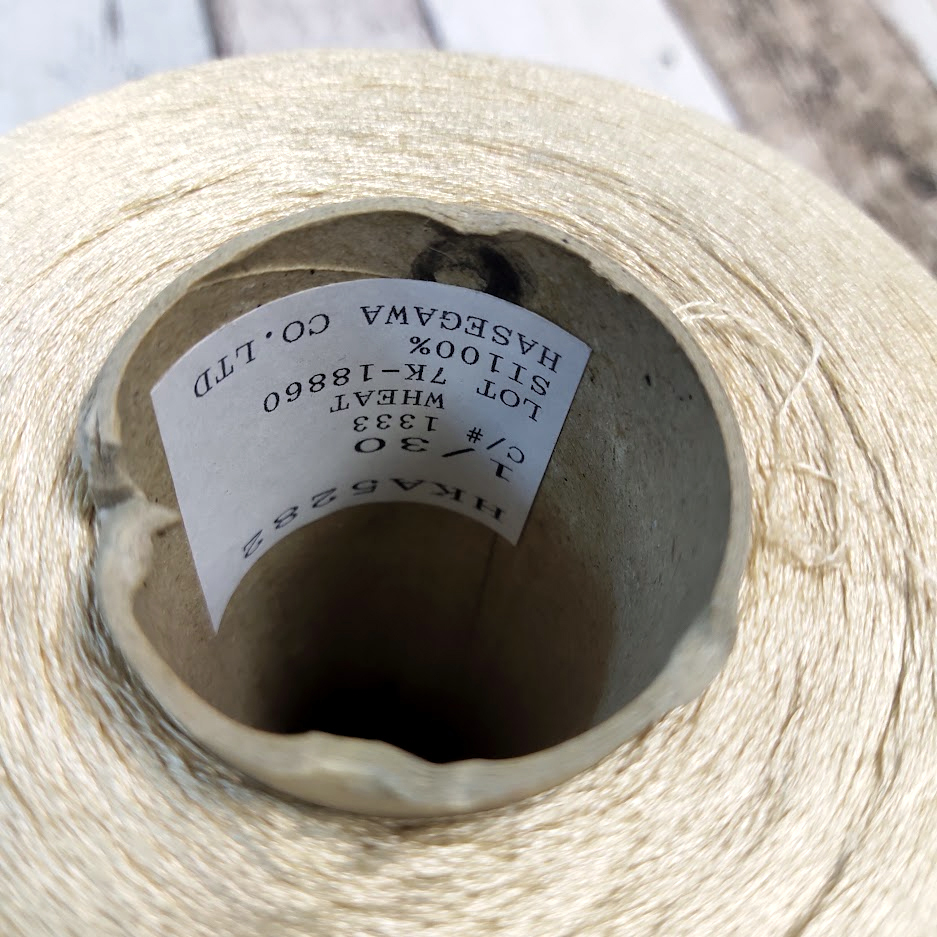 HKA5282
1/30
C/# 1333
WHEAT
LOT 7K-18860
SI100%
HASEGAWA CO.LTD